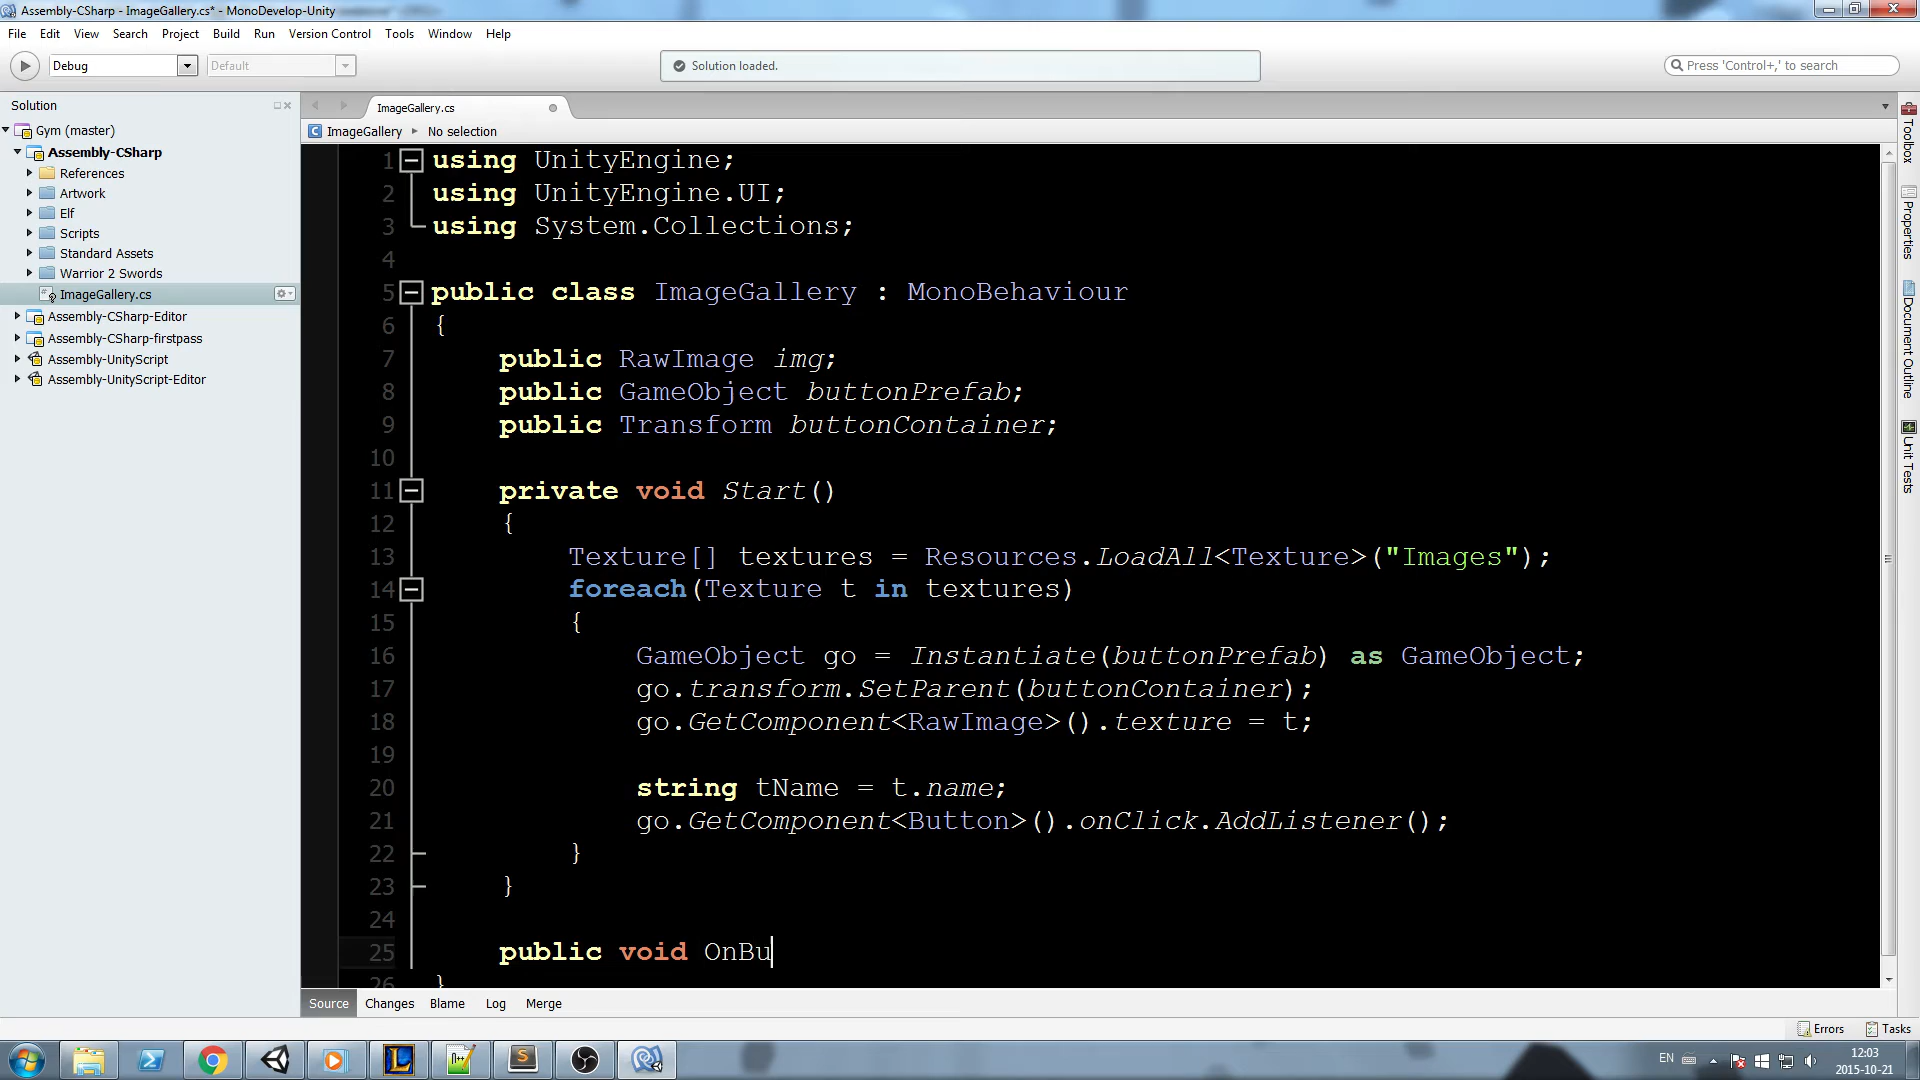 Assembly-CSharp - ImageGallery.cs* - MonoDevelop-Unity
File Edit View Search Project Build Run Version Control Tools Window Help
Debug Default Solution loaded. Press 'Control+,' to search
Solution
ImageGallery.cs
Gym (master)
Assembly-CSharp
References
Artwork
Elf
Scripts
Standard Assets
Warrior 2 Swords
ImageGallery.cs
Assembly-CSharp-Editor
Assembly-CSharp-firstpass
Assembly-UnityScript
Assembly-UnityScript-Editor
ImageGallery No selection
1 using UnityEngine;
2 using UnityEngine.UI;
3 using System.Collections;
4
5 public class ImageGallery : MonoBehaviour
6 {
7 public RawImage img;
8 public GameObject buttonPrefab;
9 public Transform buttonContainer;
10
11 private void Start()
12 {
13 Texture[] textures = Resources.LoadAll<Texture>("Images");
14 foreach(Texture t in textures)
15 {
16 GameObject go = Instantiate(buttonPrefab) as GameObject;
17 go.transform.SetParent(buttonContainer);
18 go.GetComponent<RawImage>().texture = t;
19
20 string tName = t.name;
21 go.GetComponent<Button>().onClick.AddListener();
22 }
23 }
24
25 public void OnBu
26 }
Toolbox
Properties
Document Outline
Unit Tests
Source Changes Blame Log Merge
Errors Tasks
EN 12:03
2015-10-21